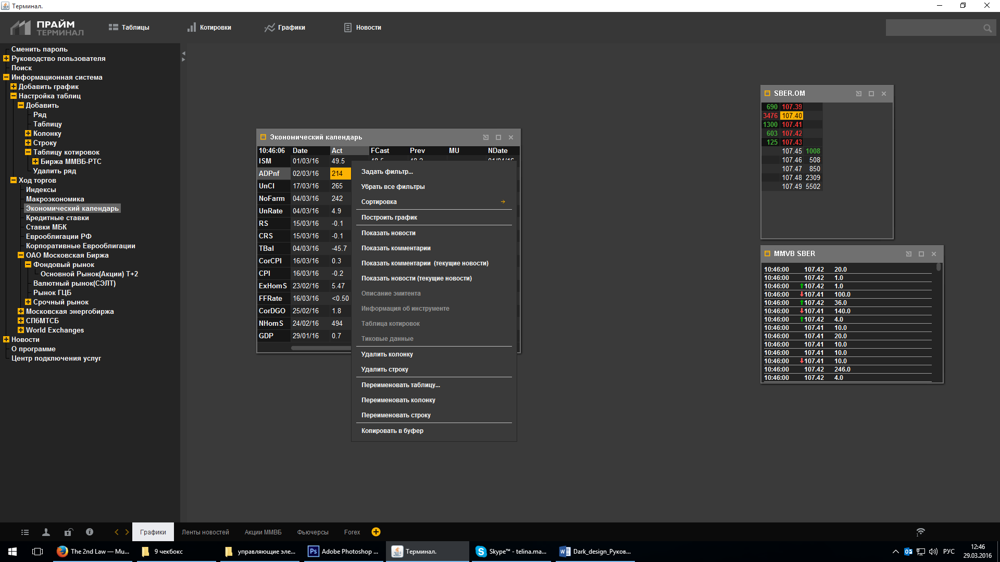 Терминал.
ПРАЙМ
ТЕРМИНАЛ
Таблицы
Котировки
Графики
Новости
Сменить пароль
Руководство пользователя
Поиск
Информационная система
Добавить график
Настройка таблиц
Добавить
Ряд
Таблицу
Колонку
Строку
Таблицу котировок
Биржа ММВБ-РТС
Удалить ряд
Ход торгов
Индексы
Макроэкономика
Экономический календарь
Кредитные ставки
Ставки МБК
Еврооблигации РФ
Корпоративные Еврооблигации
ОАО Московская Биржа
Фондовый рынок
Основной Рынок(Акции) Т+2
Валютный рынок(СЭЛТ)
Рынок ГЦБ
Срочный рынок
Московская энергобиржа
СПбМТСБ
World Exchanges
Новости
О программе
Центр подключения услуг
Экономический календарь
10:46:06 Date Act FCast Prev MU NDate
ISM 01/03/16 49.5
ADPnf 02/03/16 214
UnCl 17/03/16 265
NoFarm 04/03/16 242
UnRate 04/03/16 4.9
RS 15/03/16 -0.1
CRS 15/03/16 -0.1
TBal 04/03/16 -45.7
CorCPI 16/03/16 0.3
CPI 16/03/16 -0.2
ExHomS 23/02/16 5.47
FFRate 16/03/16 <0.50
CorDGO 25/02/16 1.8
NHomS 24/02/16 494
GDP 29/01/16 0.7
Задать фильтр...
Убрать все фильтры
Сортировка
Построить график
Показать новости
Показать комментарии
Показать комментарии (текущие новости)
Показать новости (текущие новости)
Описание эмитента
Информация об инструменте
Таблица котировок
Тиковые данные
Удалить колонку
Удалить строку
Переименовать таблицу...
Переименовать колонку
Переименовать строку
Копировать в буфер
SBER.OM
690 107.39
3476 107.40
1300 107.41
603 107.42
125 107.43
107.45 1008
107.46 508
107.47 850
107.48 2309
107.49 5502
MMVB SBER
10:46:00 107.42 20.0
10:46:00 107.42 1.0
10:46:00 107.42 1.0
10:46:00 107.41 100.0
10:46:00 107.42 36.0
10:46:00 107.41 140.0
10:46:00 107.42 4.0
10:46:00 107.41 10.0
10:46:00 107.41 20.0
10:46:00 107.41 10.0
10:46:00 107.41 10.0
10:46:00 107.41 10.0
10:46:00 107.42 246.0
10:46:00 107.42 4.0
Графики
Ленты новостей
Акции ММВБ
Фьючерсы
Forex
1
The 2nd Law — Mu...
9 чекбокс
управляющие эле...
Adobe Photoshop ...
Терминал.
Skype™ - telina.ma...
Dark_design_Руков...
РУС
12:46
29.03.2016